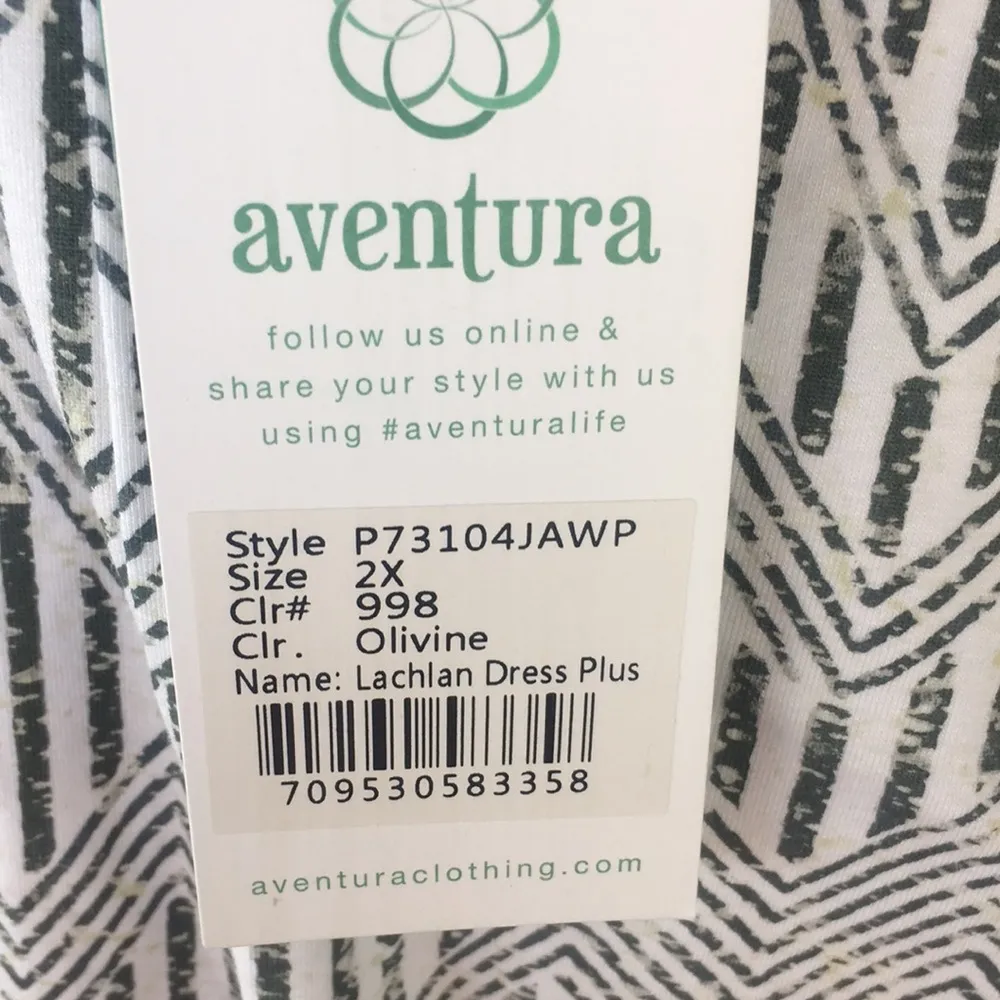 aventura
follow us online &
share your style with us
using #aventuralife
Style P73104JAWP
Size 2X
Clr# 998
Clr. Olivine
Name: Lachlan Dress Plus
709530583358
aventuraclothing.com